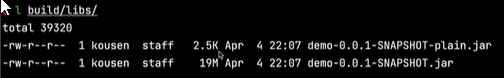 l build/libs/
total 39320
-rw-r--r-- 1 kousen staff 2.5K Apr 4 22:07 demo-0.0.1-SNAPSHOT-plain.jar
-rw-r--r-- 1 kousen staff 19M Apr 4 22:07 demo-0.0.1-SNAPSHOT.jar